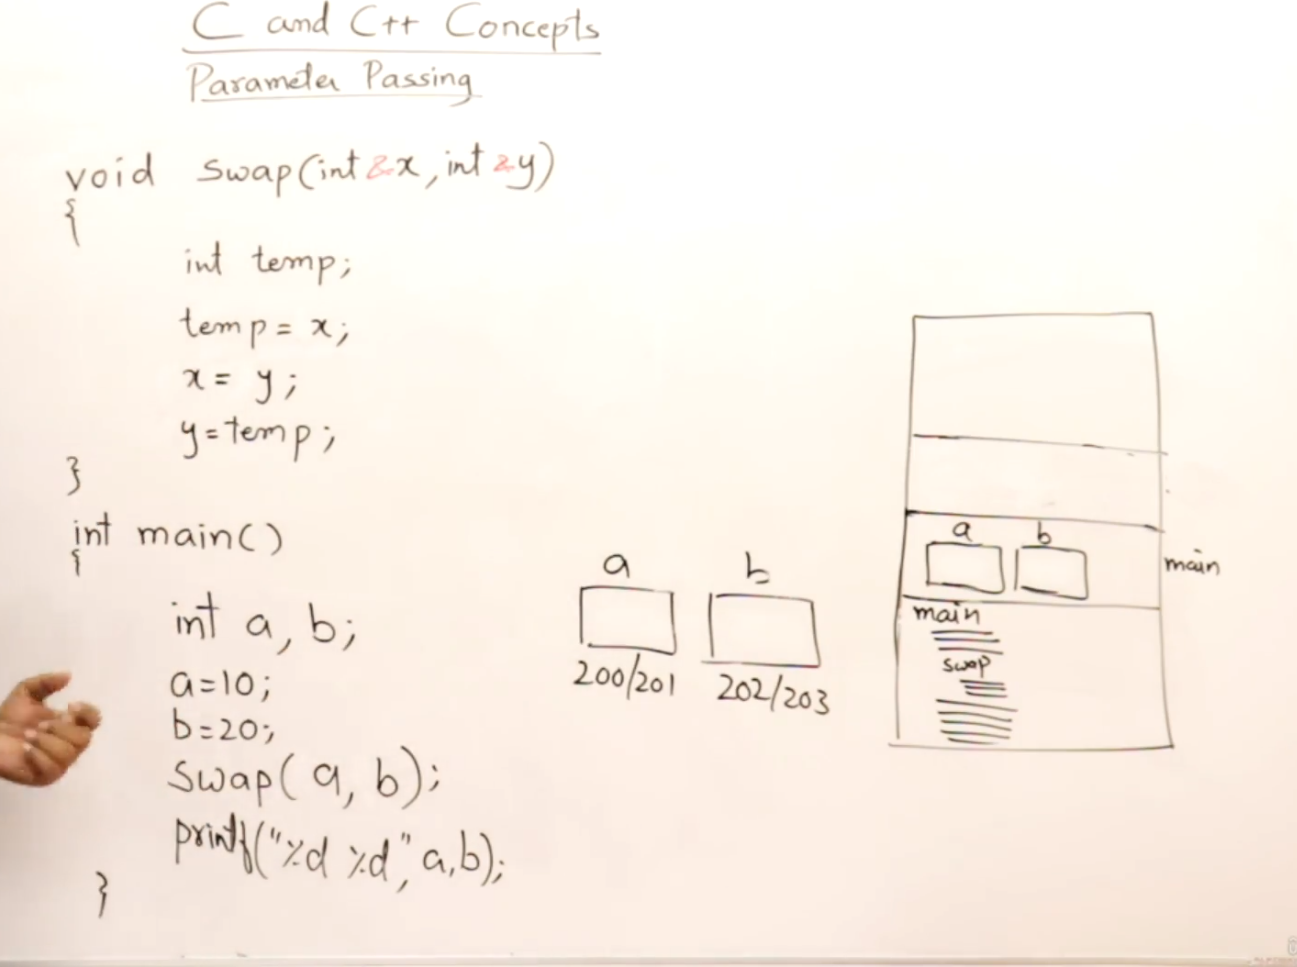 C and C++ Concepts
Parameter Passing
void swap(int &x, int &y)
{
int temp;
temp = x;
x = y;
y = temp;
}
int main()
{
int a, b;
a=10;
b=20;
swap(a, b);
printf("%d %d", a,b);
}
a b
200/201 202/203
a b
main
main
swap